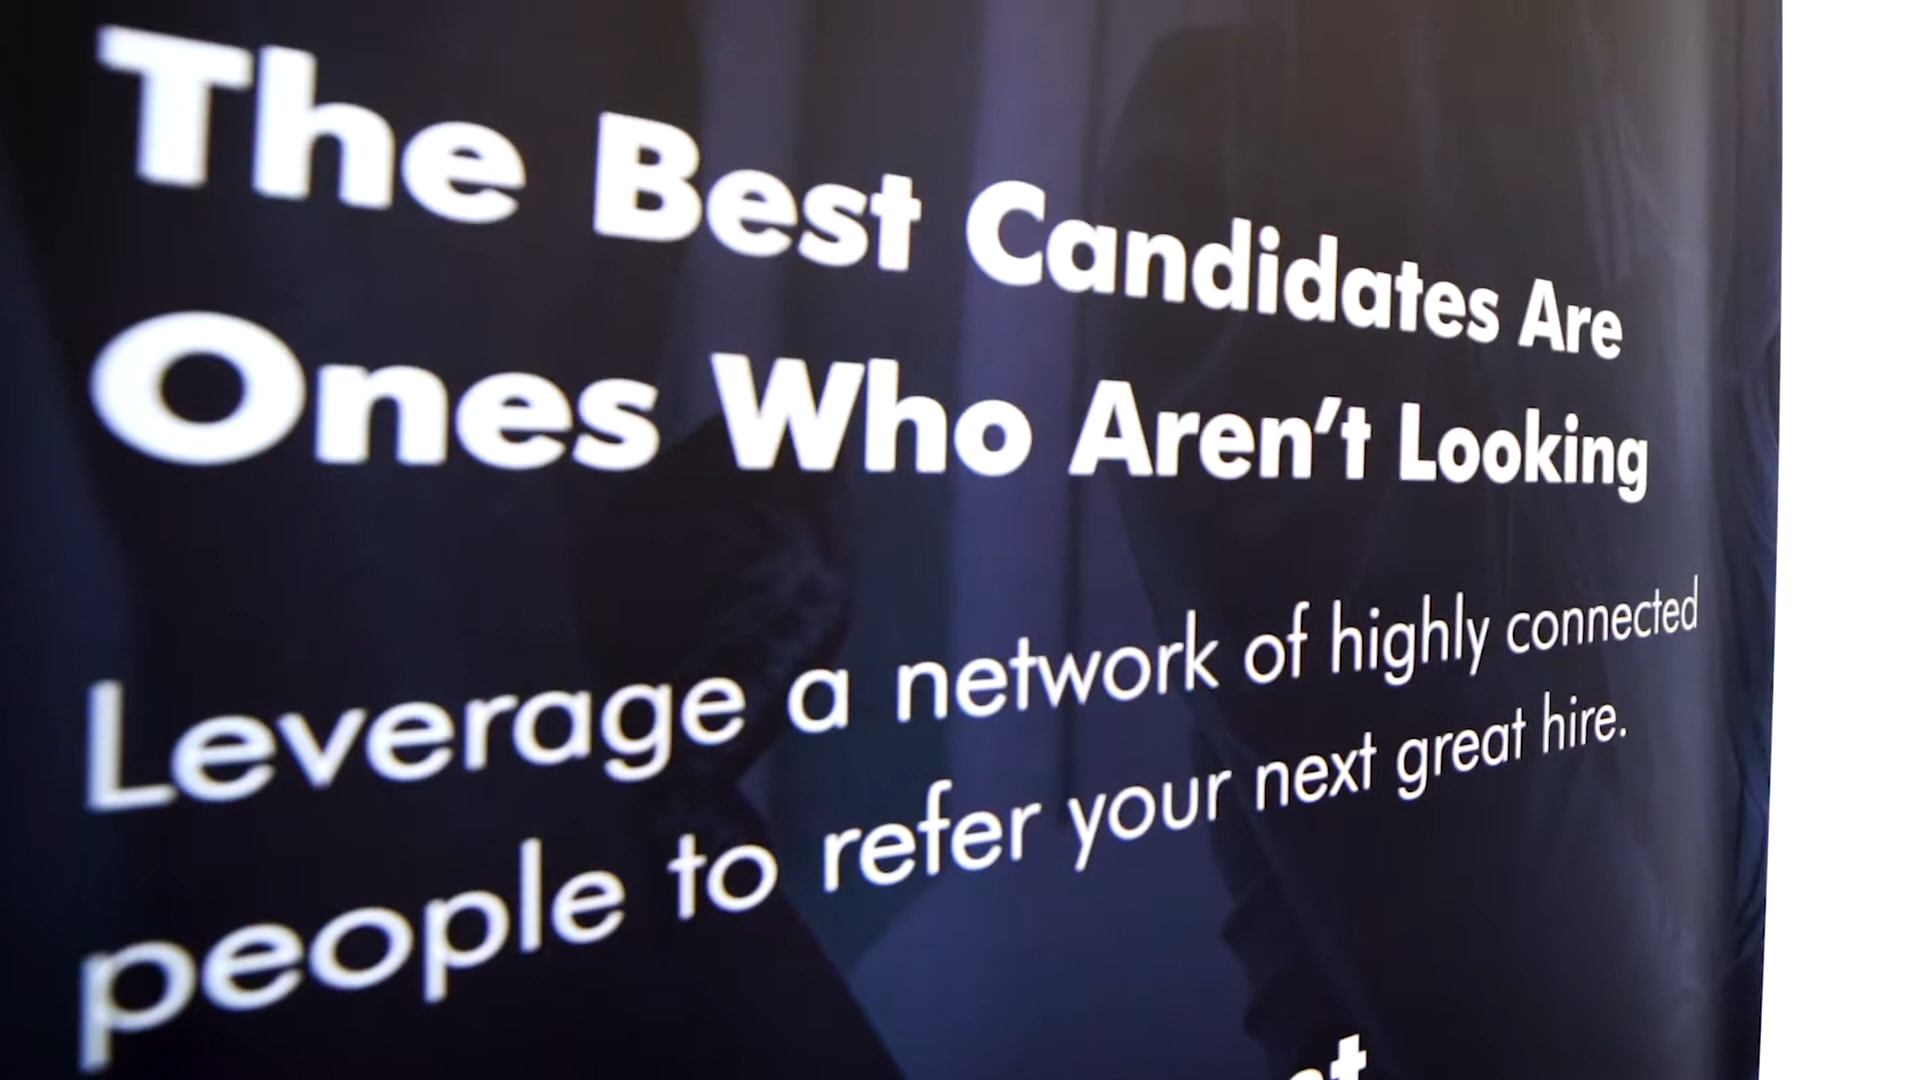 The Best Candidates Are
Ones Who Aren't Looking
Leverage a network of highly connected
people to refer your next great hire.